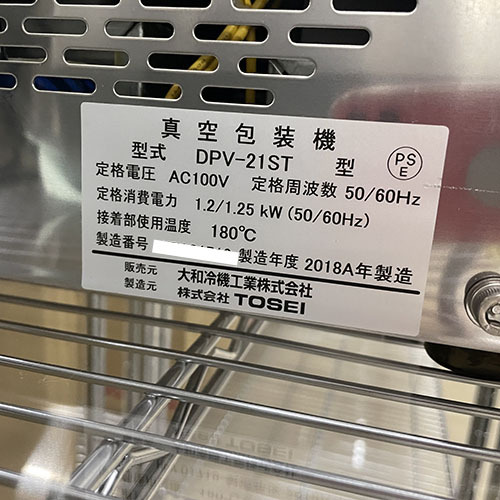 真空包装機
型式 DPV-21ST 型 PSE
定格電圧 AC100V 定格周波数 50/60Hz
定格消費電力 1.2/1.25 kW (50/60Hz)
接着部使用温度 180℃
製造番号 製造年度 2018A年製造
販売元 大和冷機工業株式会社
製造元 株式会社 TOSEI